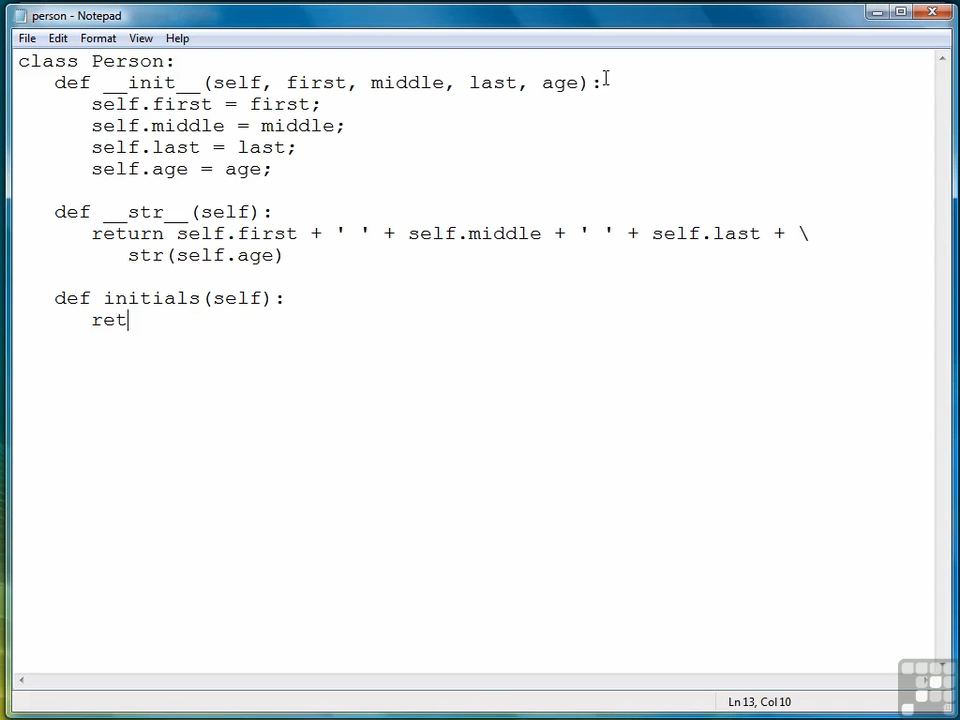 person - Notepad
File Edit Format View Help
class Person:
   def __init__(self, first, middle, last, age):
      self.first = first;
      self.middle = middle;
      self.last = last;
      self.age = age;

   def __str__(self):
      return self.first + ' ' + self.middle + ' ' + self.last + \
         str(self.age)

   def initials(self):
      ret
Ln 13, Col 10